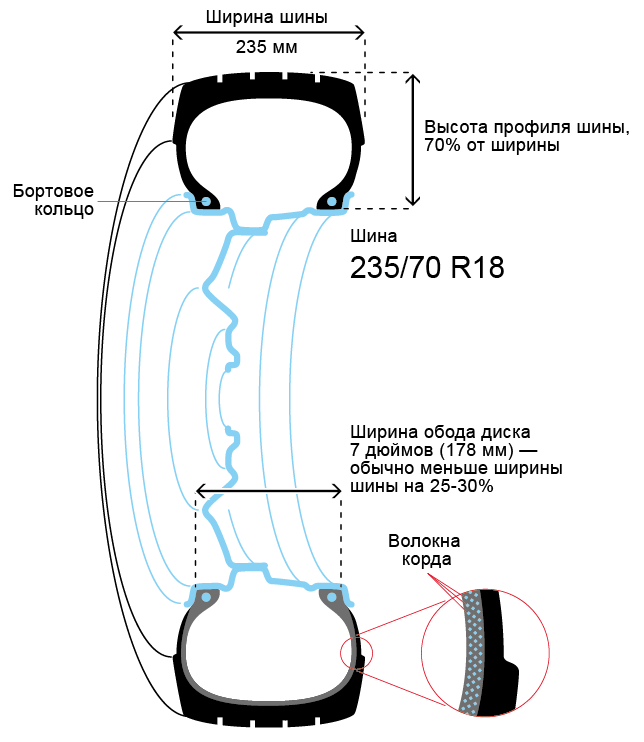 Ширина шины
235 мм
Высота профиля шины,
70% от ширины
Бортовое
кольцо
Шина
235/70 R18
Ширина обода диска
7 дюймов (178 мм) —
обычно меньше ширины
шины на 25-30%
Волокна
корда